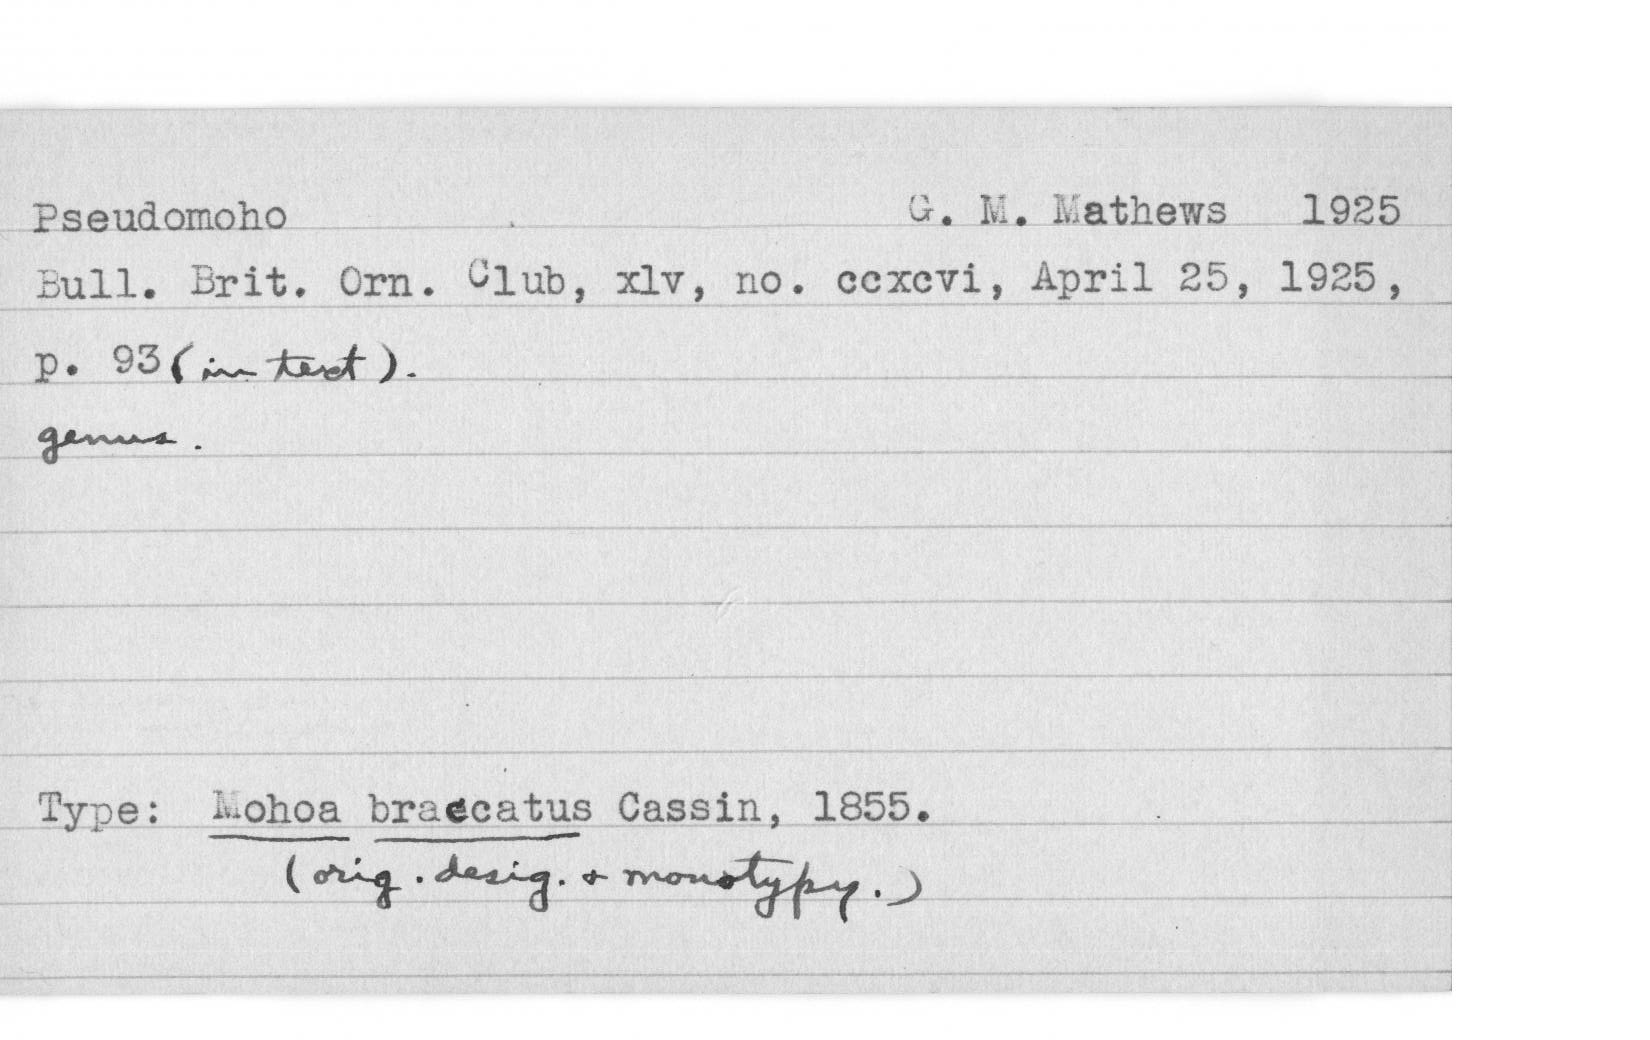 Pseudomoho G. M. Mathews 1925
Bull. Brit. Orn. Club, xlv, no. ccxcvi, April 25, 1925,
p. 93 (in text).
genus.
Type: Mohoa braccatus Cassin, 1855.
(orig. desig. & monotypy.)